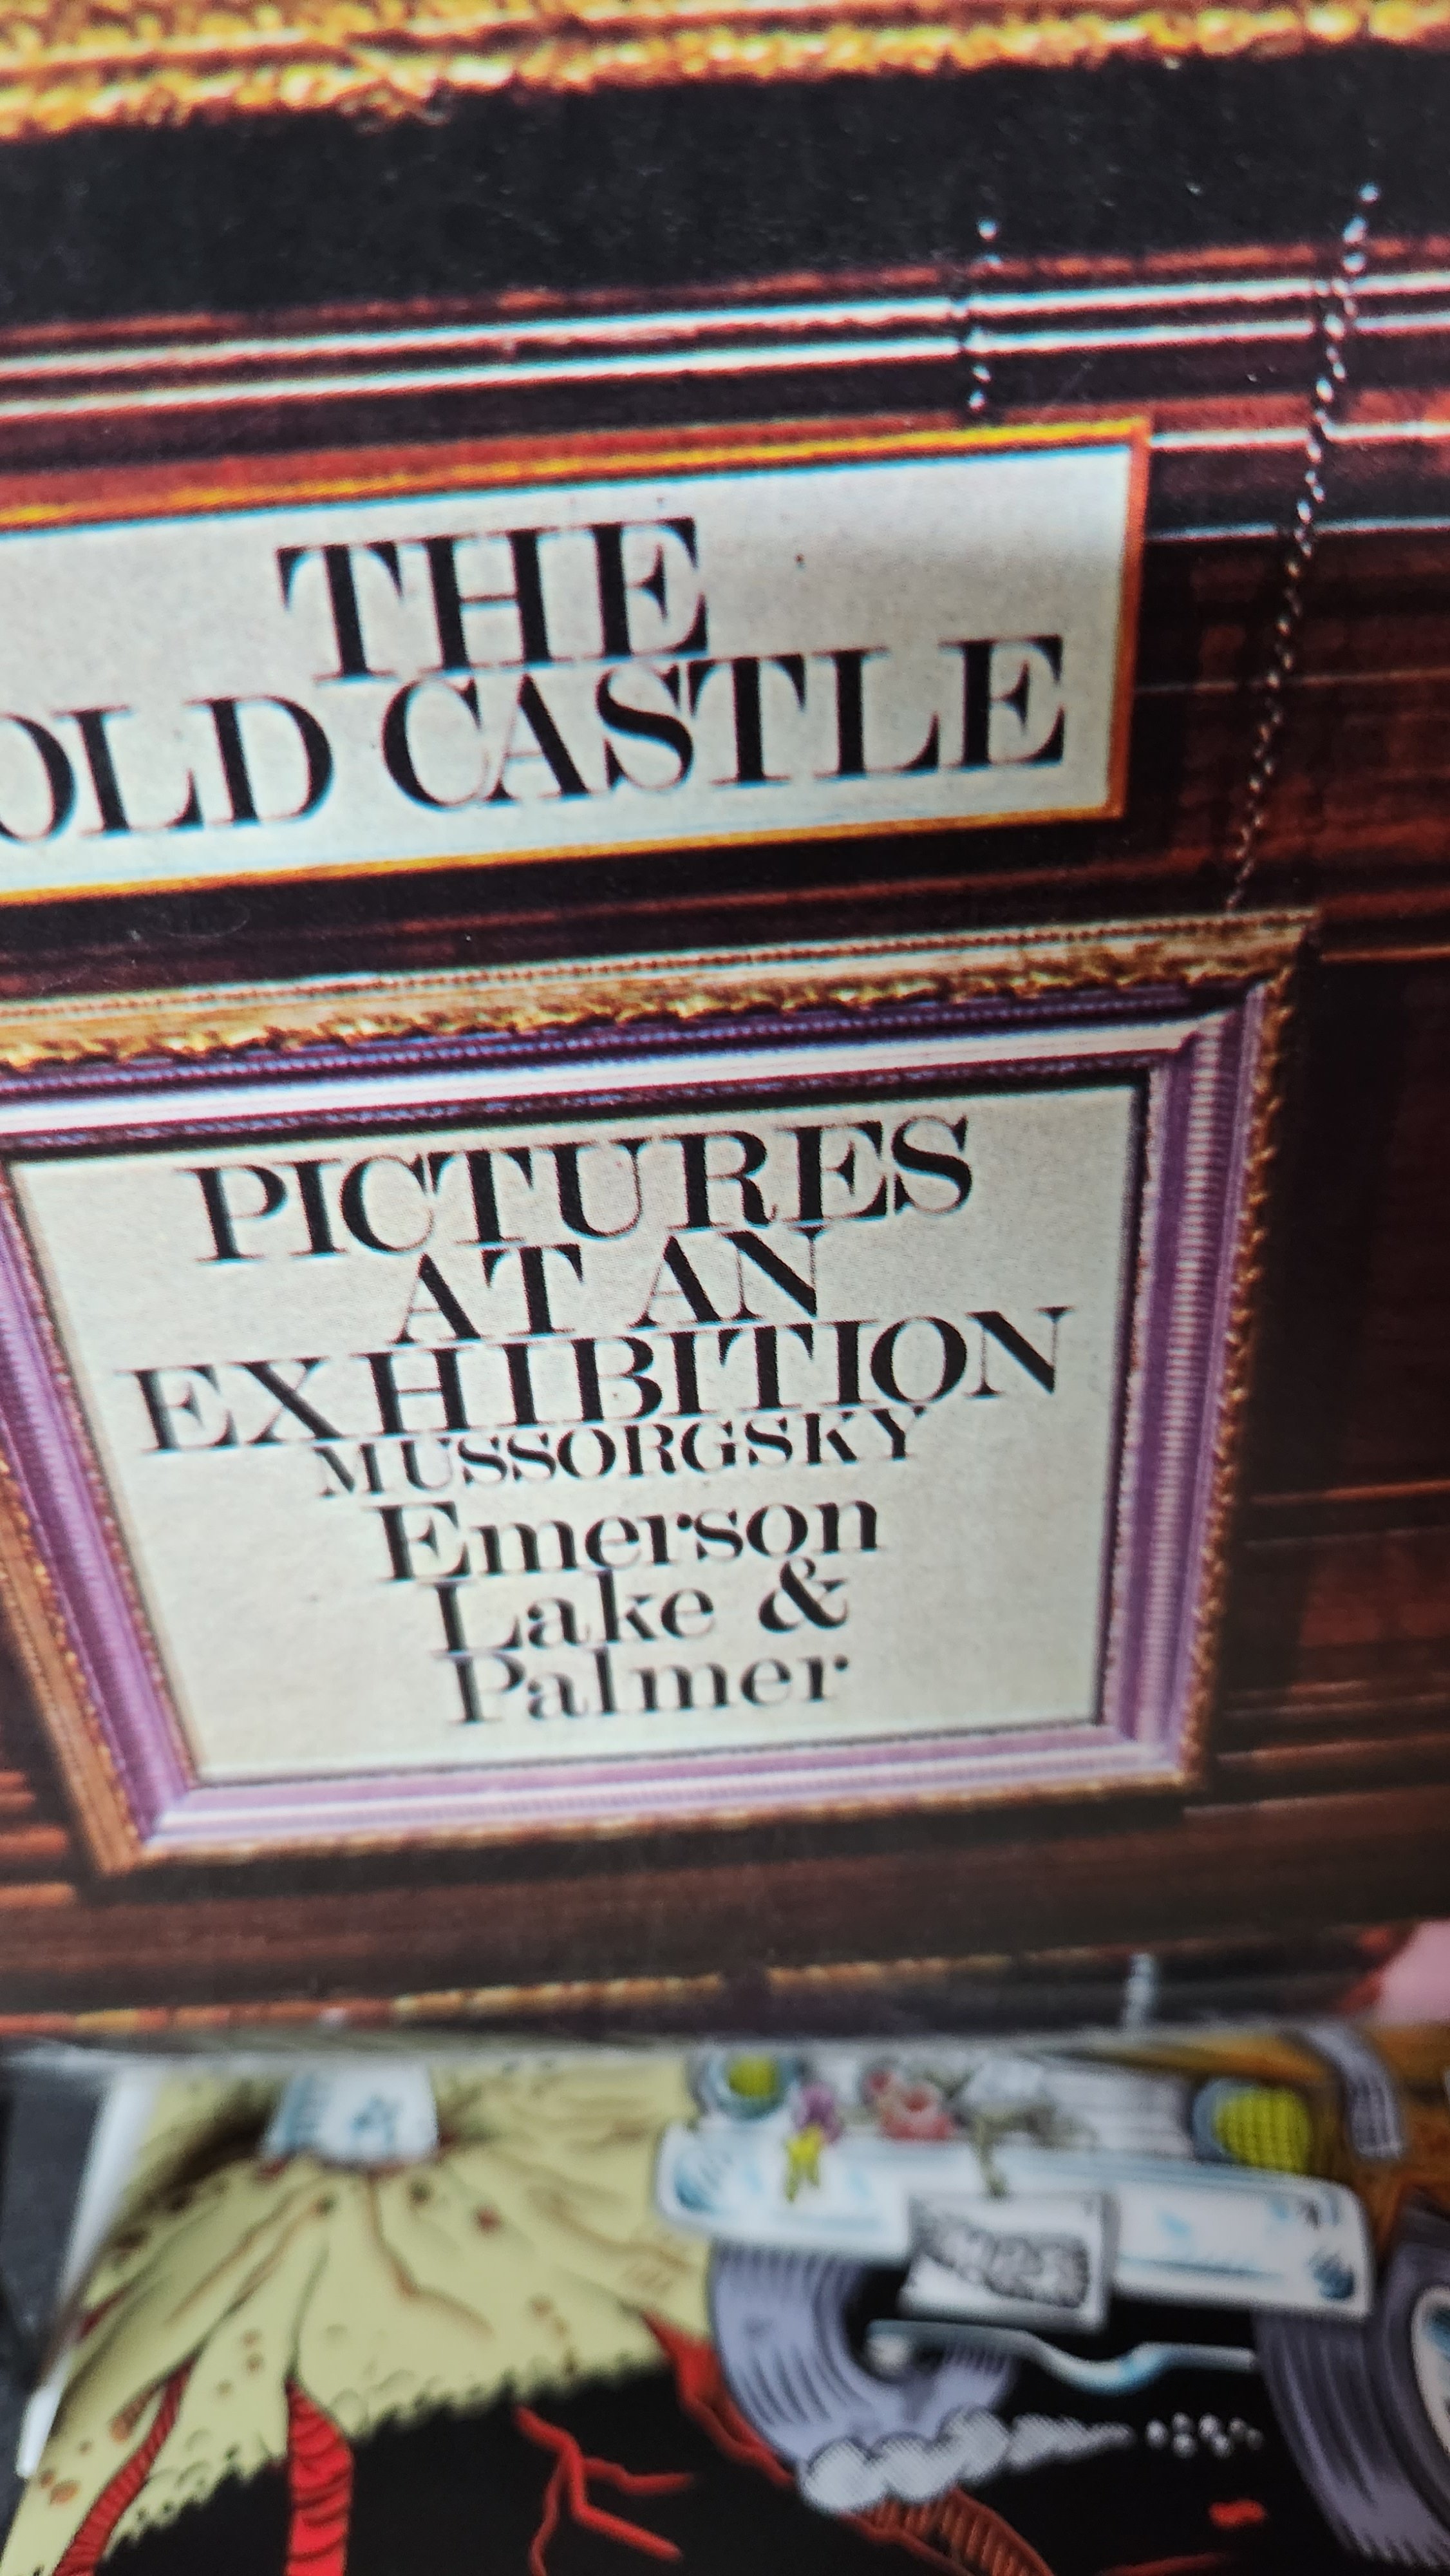 THE
OLD CASTLE
PICTURES
AT AN
EXHIBITION
MUSSORGSKY
Emerson
Lake &
Palmer